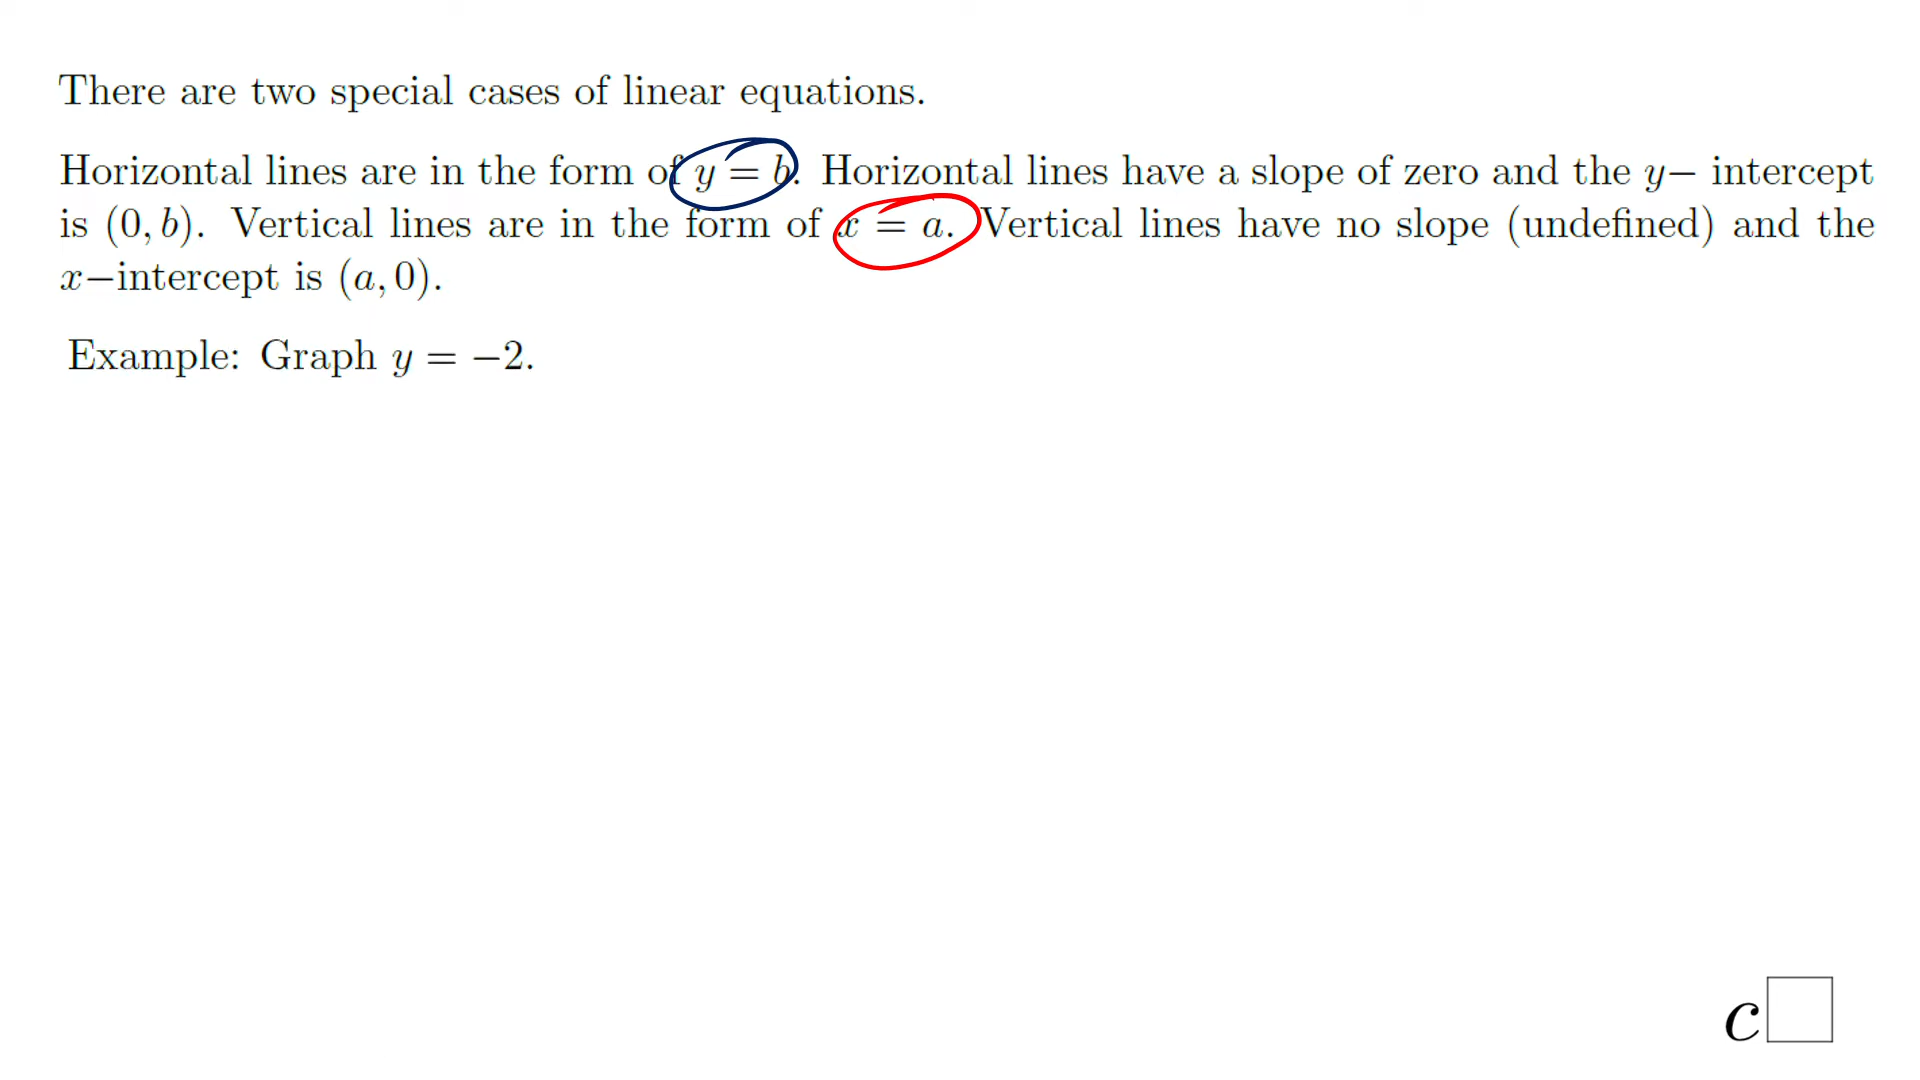 There are two special cases of linear equations.
Horizontal lines are in the form of y = b. Horizontal lines have a slope of zero and the y− intercept
is (0, b). Vertical lines are in the form of x = a. Vertical lines have no slope (undefined) and the
x−intercept is (a, 0).
Example: Graph y = −2.
c